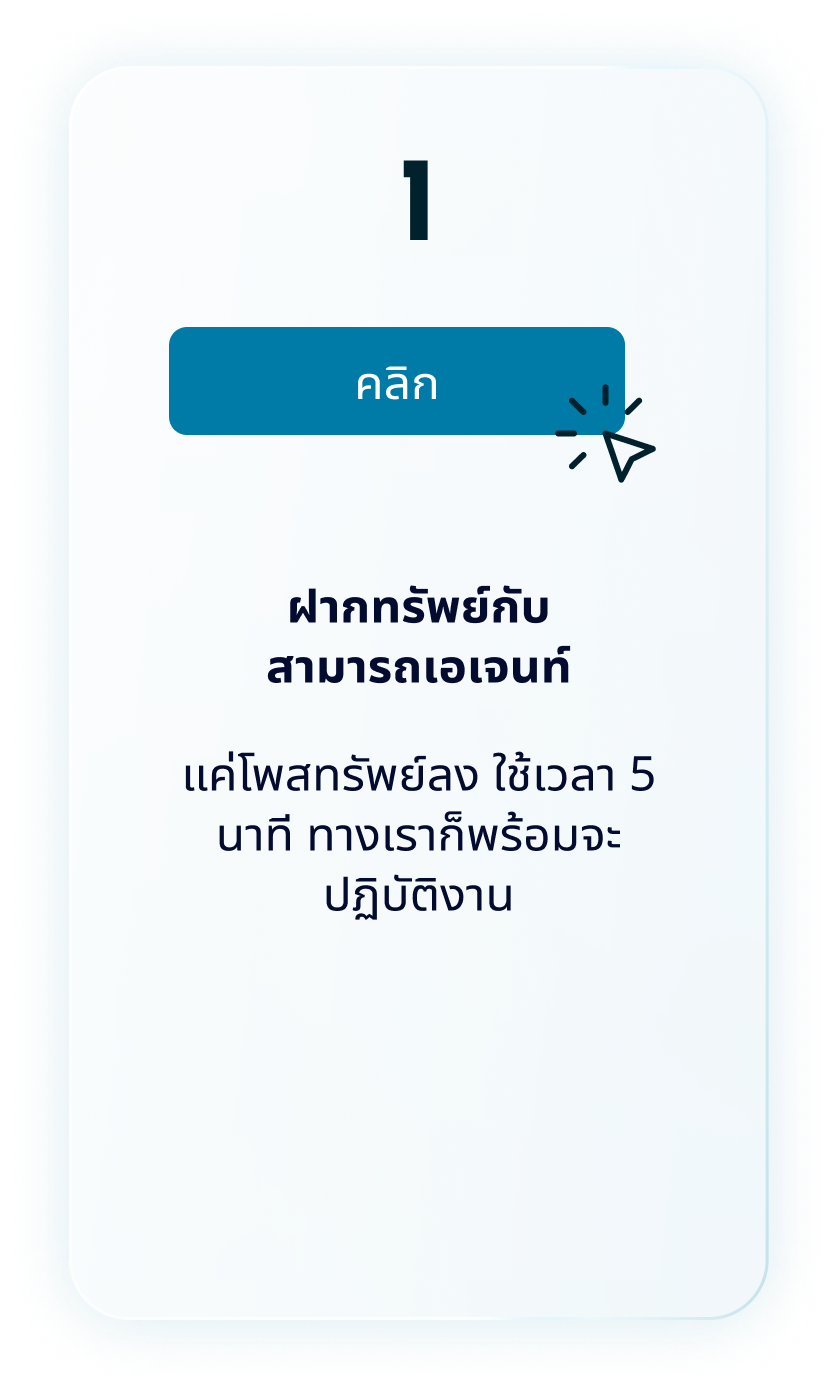 1
คลิก
ฝากทรัพย์กับ
สามารถเอเจนท์
แค่โพสทรัพย์ลง ใช้เวลา 5
นาที ทางเราก็พร้อมจะ
ปฏิบัติงาน